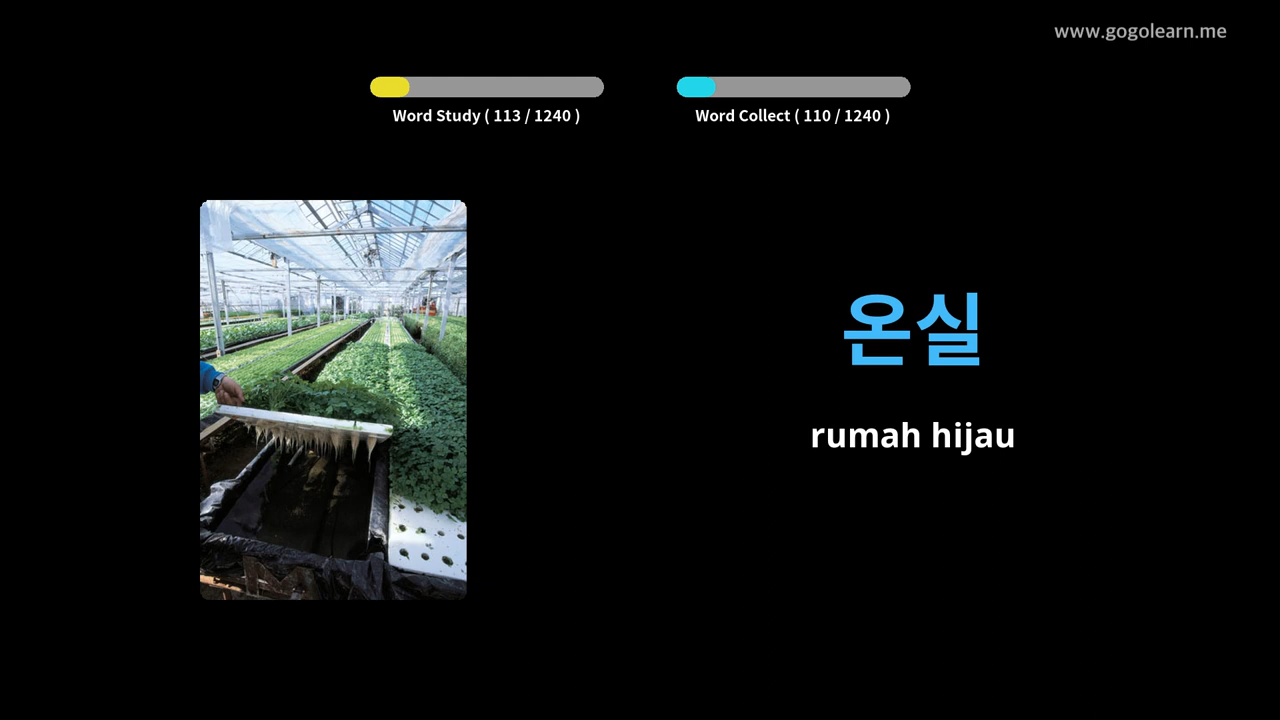 www.gogolearn.me
Word Study ( 113 / 1240 )
Word Collect ( 110 / 1240 )
온실
rumah hijau